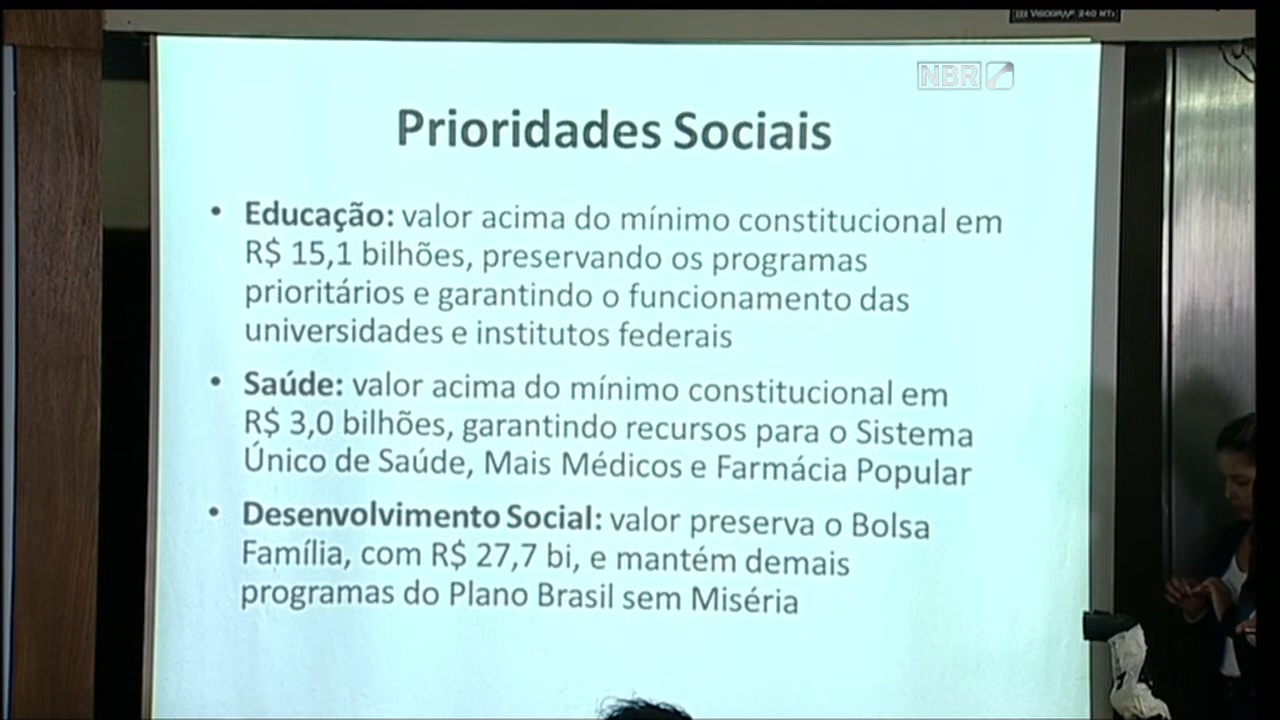 NBR
Prioridades Sociais
• Educação: valor acima do mínimo constitucional em
R$ 15,1 bilhões, preservando os programas
prioritários e garantindo o funcionamento das
universidades e institutos federais
• Saúde: valor acima do mínimo constitucional em
R$ 3,0 bilhões, garantindo recursos para o Sistema
Único de Saúde, Mais Médicos e Farmácia Popular
• Desenvolvimento Social: valor preserva o Bolsa
Família, com R$ 27,7 bi, e mantém demais
programas do Plano Brasil sem Miséria